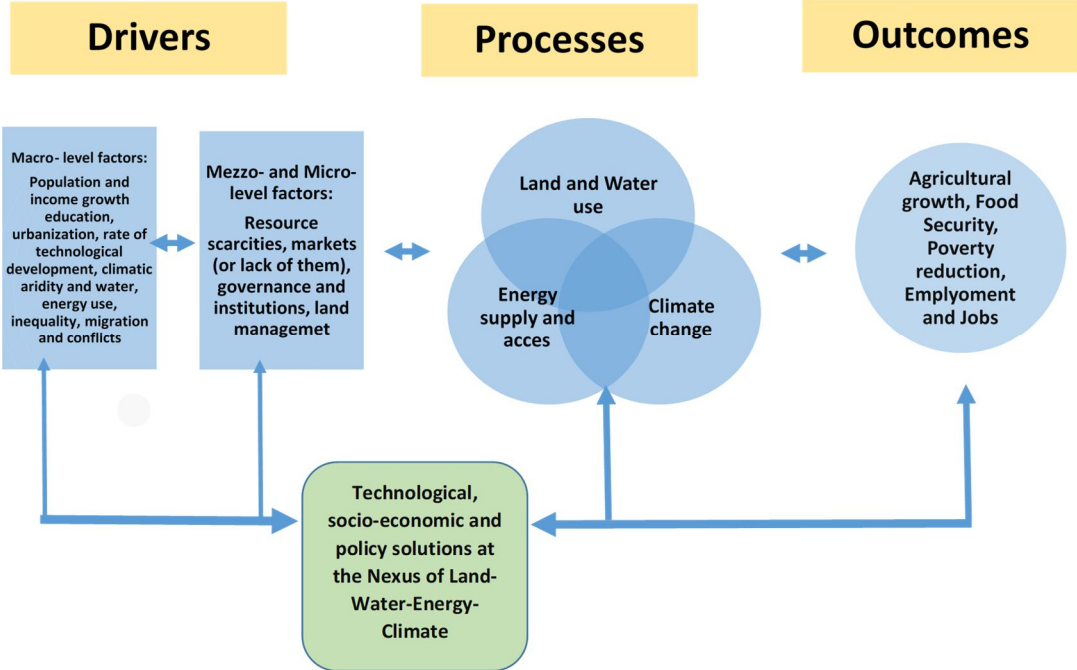 Drivers
Processes
Outcomes
Macro- level factors:
Population and
income growth
education,
urbanization, rate of
technological
development, climatic
aridity and water,
energy use,
inequality, migration
and conflicts
Mezzo- and Micro-
level factors:
Resource
scarcities, markets
(or lack of them),
governance and
institutions, land
managemet
Land and Water
use
Energy
supply and
acces
Climate
change
Agricultural
growth, Food
Security,
Poverty
reduction,
Emplyoment
and Jobs
Technological,
socio-economic and
policy solutions at
the Nexus of Land-
Water-Energy-
Climate